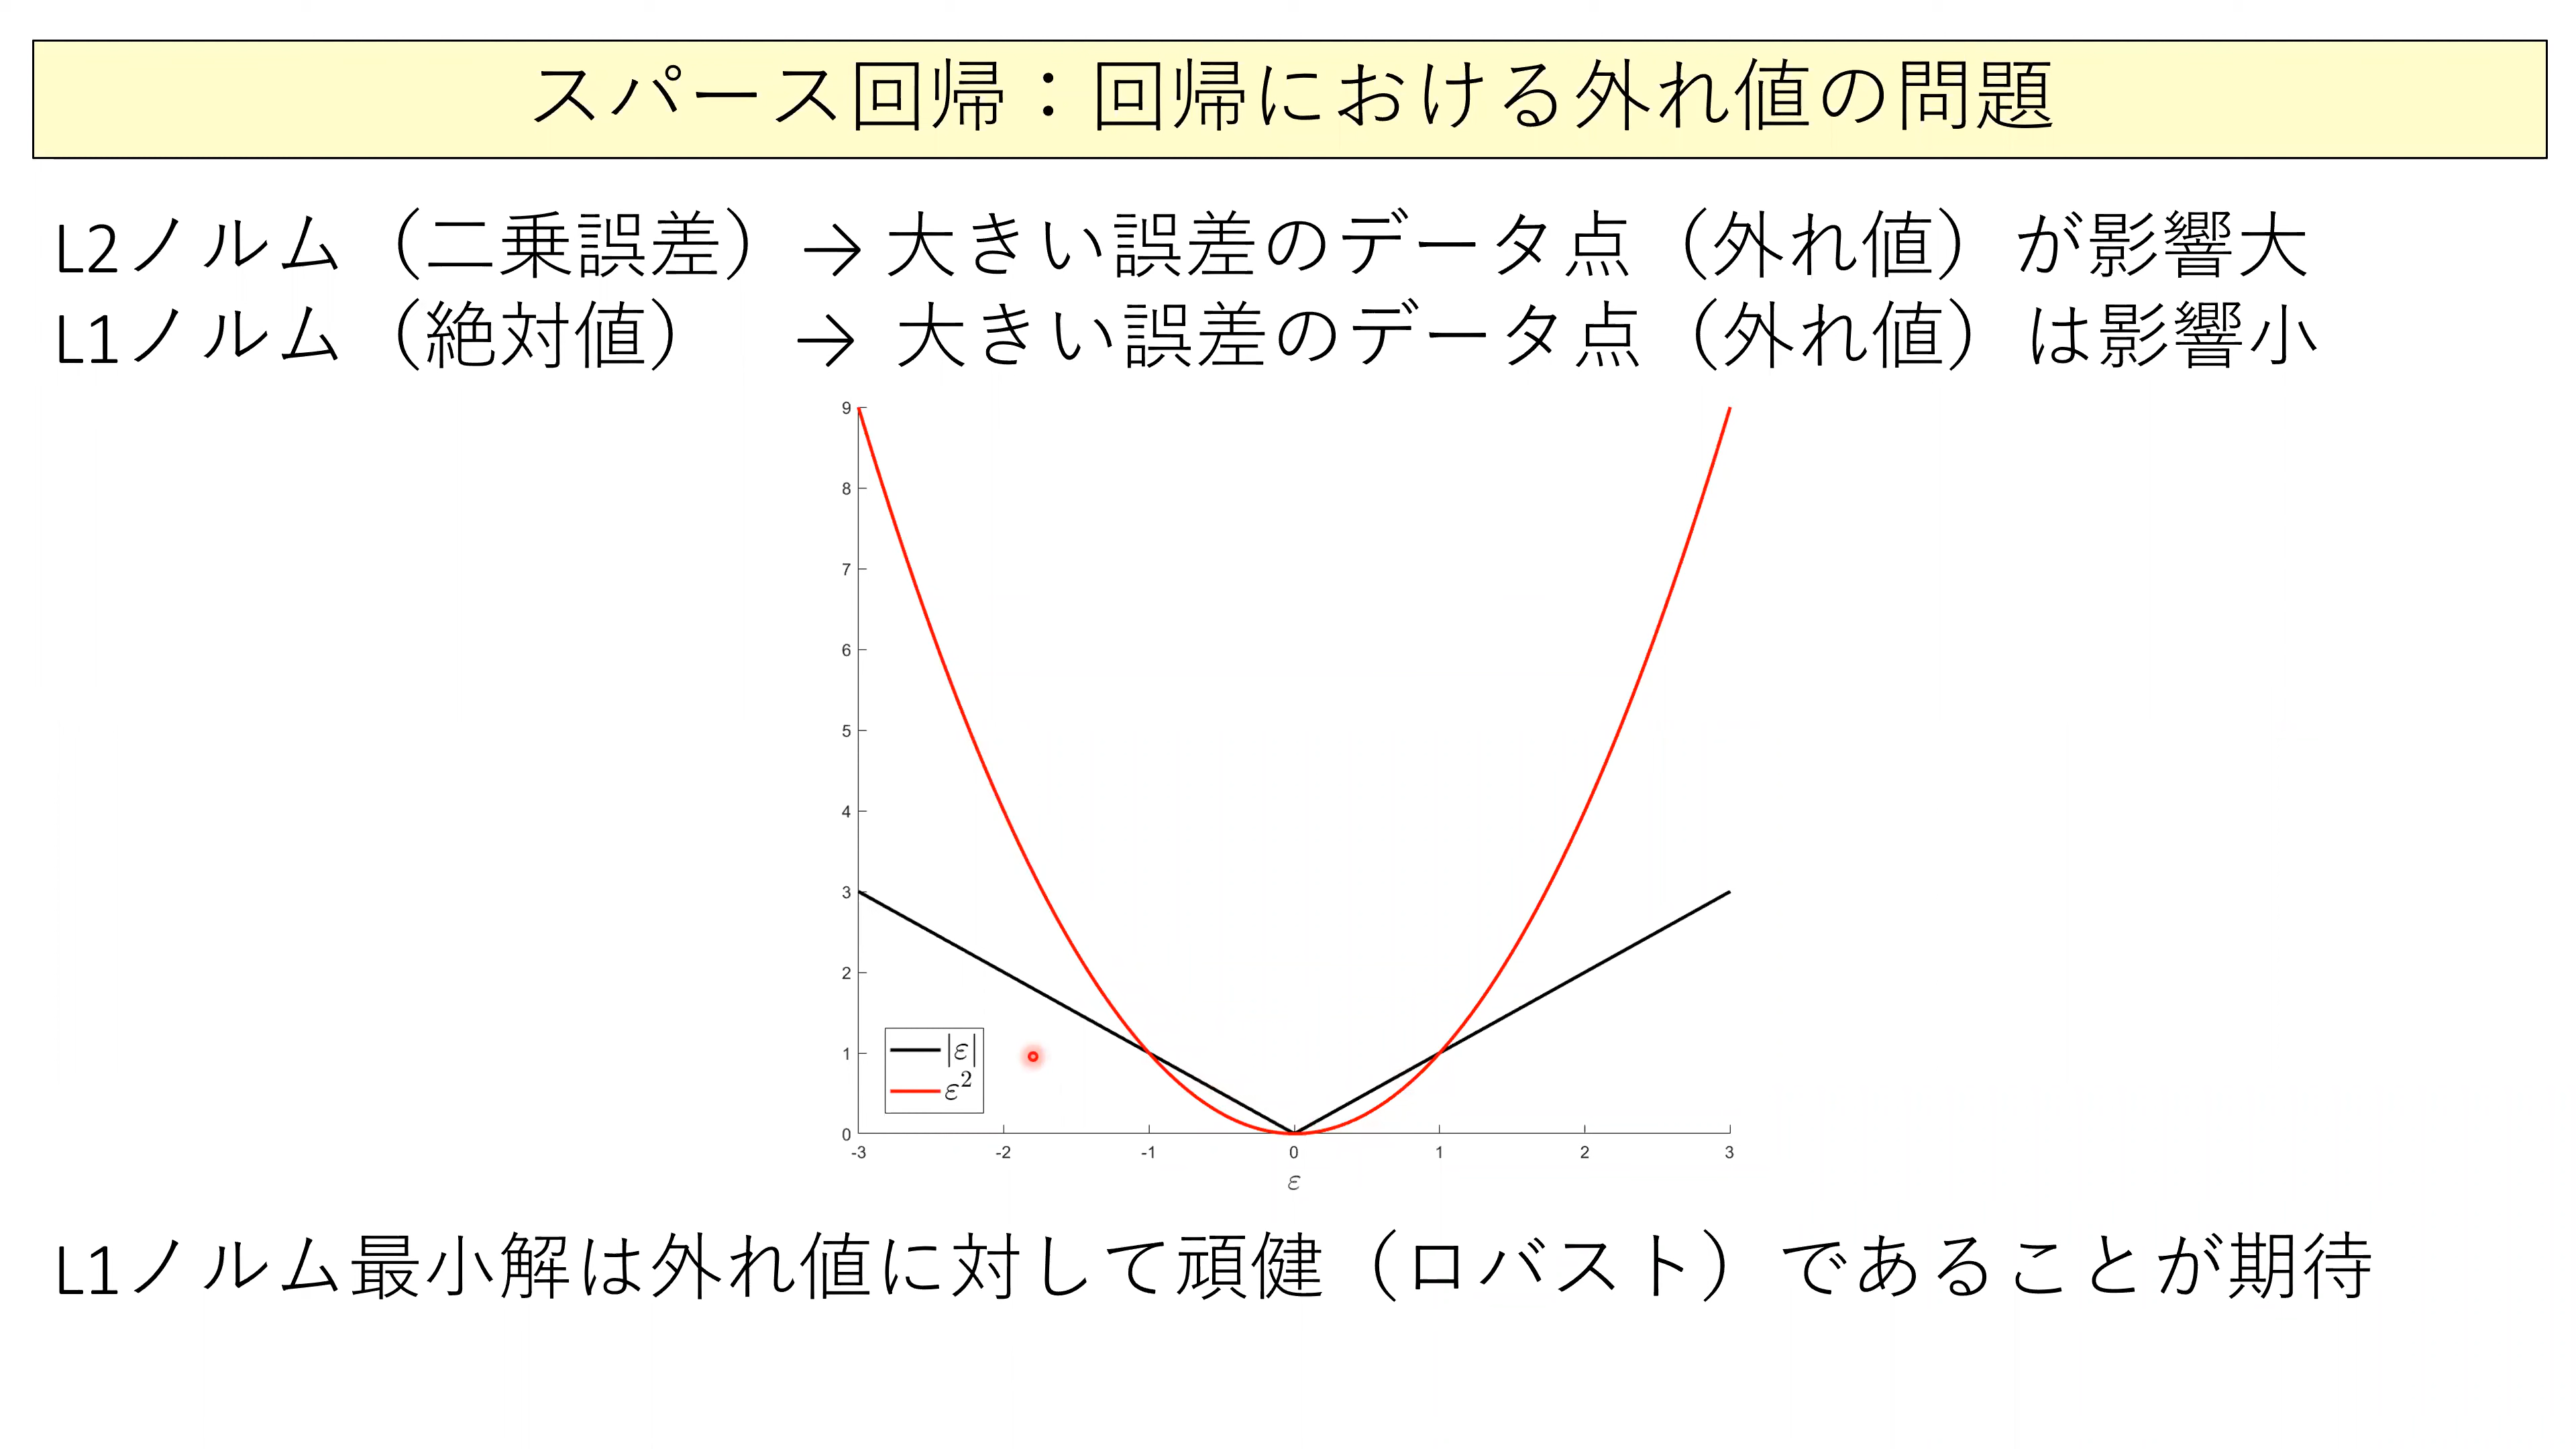 スパース回帰：回帰における外れ値の問題
L2ノルム（二乗誤差）→ 大きい誤差のデータ点（外れ値）が影響大
L1ノルム（絶対値）　→ 大きい誤差のデータ点（外れ値）は影響小
9
8
7
6
5
4
3
2
1
0
|ε|
ε²
-3 -2 -1 0 1 2 3
ε
L1ノルム最小解は外れ値に対して頑健（ロバスト）であることが期待